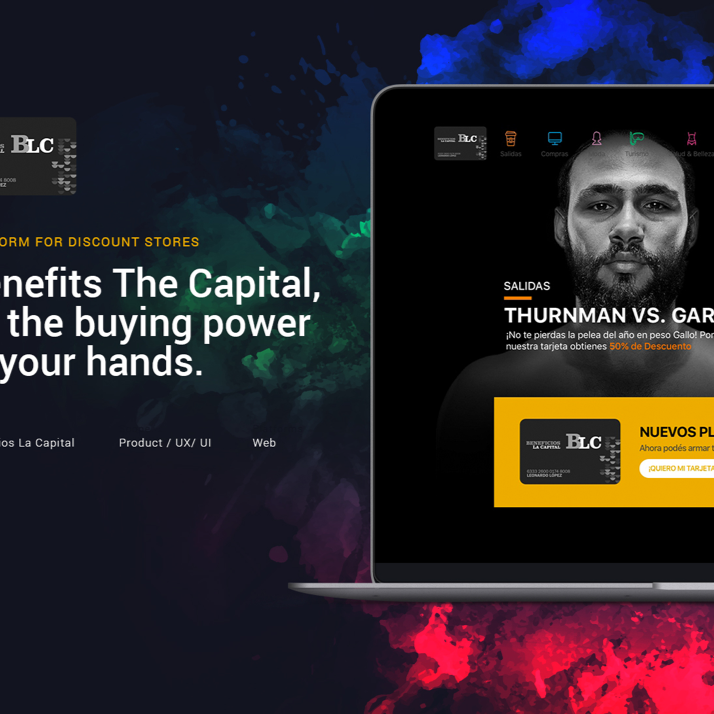 BLC
ORM FOR DISCOUNT STORES
nefits The Capital,
the buying power
your hands.
ios La Capital
Product / UX/ UI
Web
BLC
Salidas
Compras
ud & Belleza
SALIDAS
THURNMAN VS. GAR
¡No te pierdas la pelea del año en peso Gallo! Por
nuestra tarjeta obtienes 50% de Descuento
BENEFICIOS
LA CAPITAL
BLC
LEONARDO LÓPEZ
NUEVOS PL
Ahora podés armar t
¡QUIERO MI TARJETA